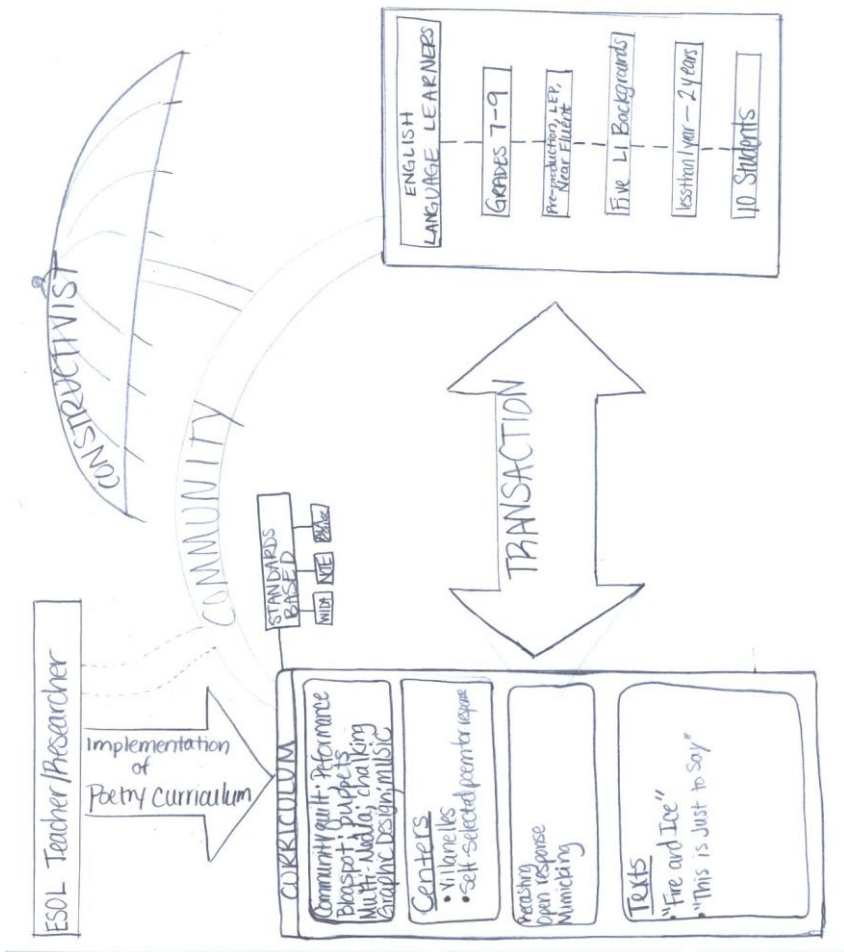 ESOL Teacher/Researcher
Implementation
of
Poetry Curriculum
CONSTRUCTIVIST
COMMUNITY
STANDARDS
BASED
WIDA
CURRICULUM
Community quilt; Peformance
Blogspot; puppets
Multi-Media; chalking
Graphic Design; music
Centers
• Villanelles
• Self-selected poem for response
Recasting
Open response
Mimicking
Texts
• "Fire and Ice"
• "This is Just to Say"
TRANSACTION
ENGLISH
LANGUAGE LEARNERS
GRADES 7-9
Pre-production, LEP,
Near Fluent
Five L1 Backgrounds
less than 1 year - 2 years
40 Students